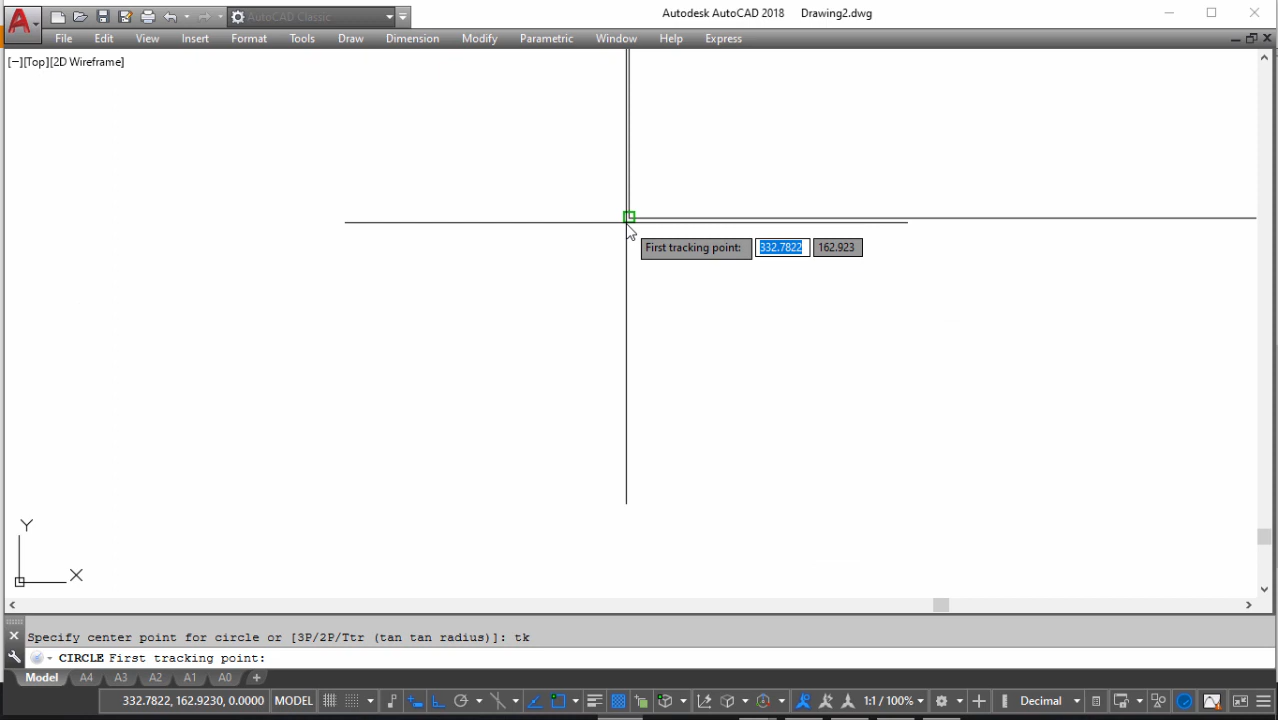 AutoCAD Classic
Autodesk AutoCAD 2018 Drawing2.dwg
File Edit View Insert Format Tools Draw Dimension Modify Parametric Window Help Express
[−][Top][2D Wireframe]
First tracking point: 332.7822 162.923
Y
X
Specify center point for circle or [3P/2P/Ttr (tan tan radius)]: tk
CIRCLE First tracking point:
Model A4 A3 A2 A1 A0 +
332.7822, 162.9230, 0.0000 MODEL 1:1 / 100% Decimal